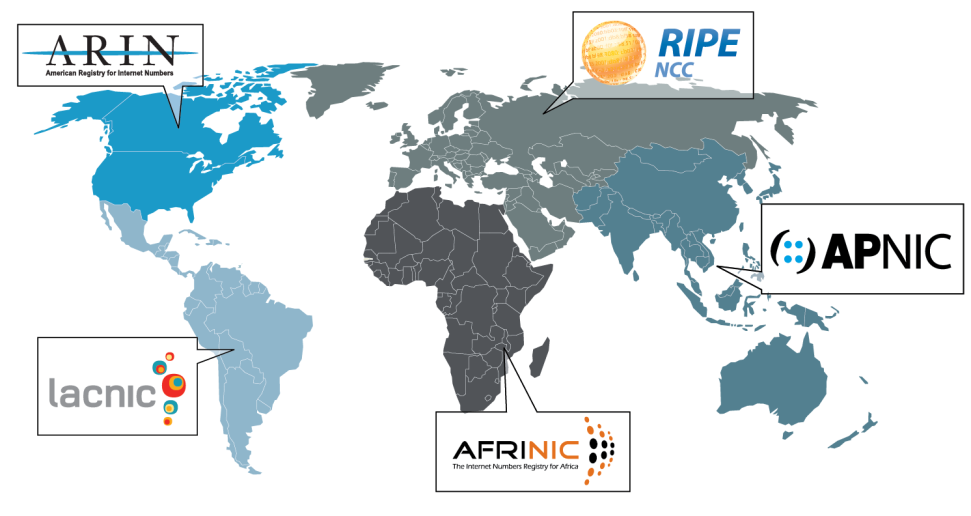 ARIN
American Registry for Internet Numbers
RIPE
NCC
APNIC
lacnic
AFRINIC
The Internet Numbers Registry for Africa